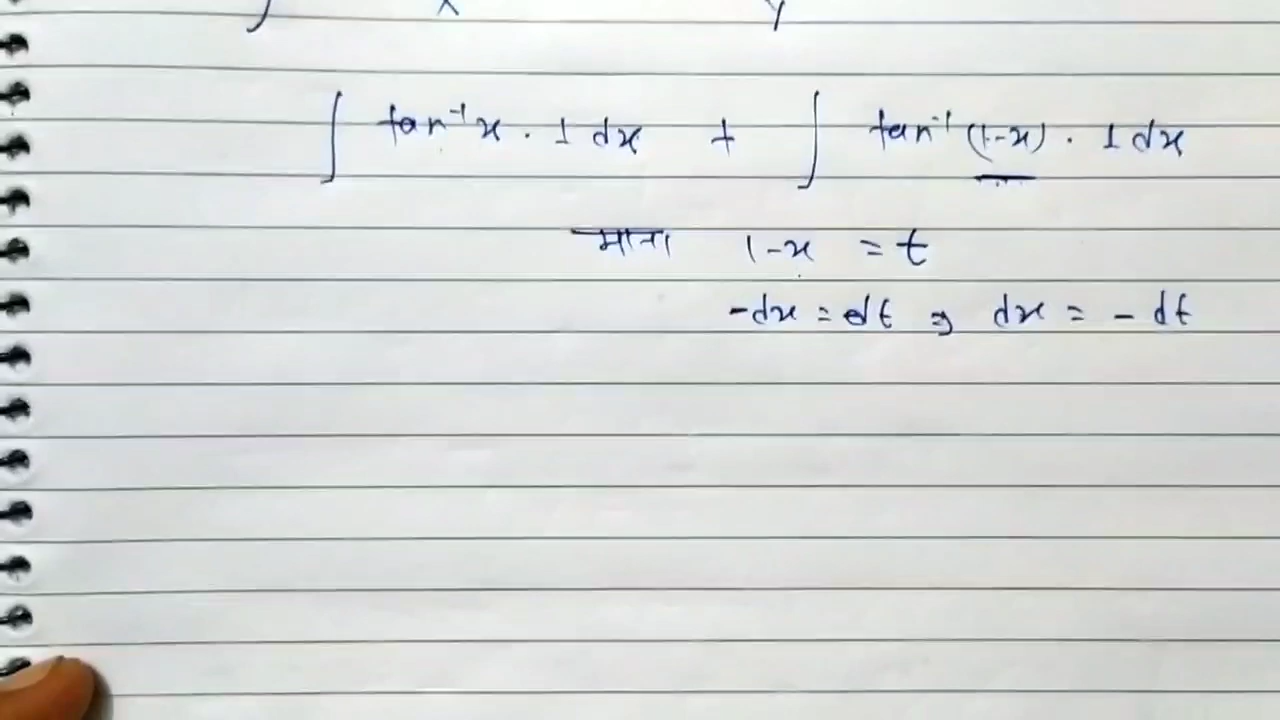 ∫ tan⁻¹x . 1 dx + ∫ tan⁻¹ (1-x) . 1 dx
माना 1-x = t
-dx = dt ⇒ dx = - dt